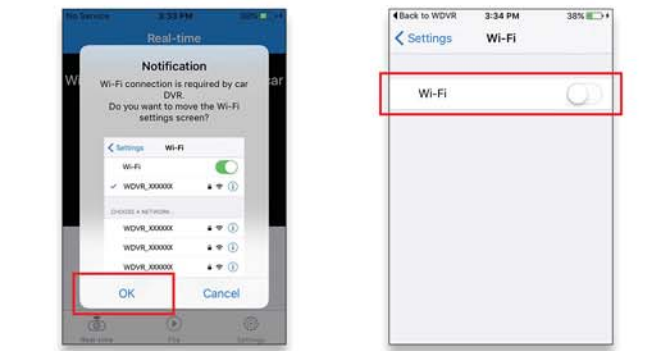 No Service 3:33 PM
Real-time
Notification
Wi-Fi connection is required by car
DVR.
Do you want to move the Wi-Fi
settings screen?
Settings Wi-Fi
Wi-Fi
WDVR_XXXXXX
CHOOSE A NETWORK...
WDVR_XXXXXX
WDVR_XXXXXX
WDVR_XXXXXX
OK Cancel
Real-time File Settings
Back to WDVR 3:34 PM 38%
Settings Wi-Fi
Wi-Fi